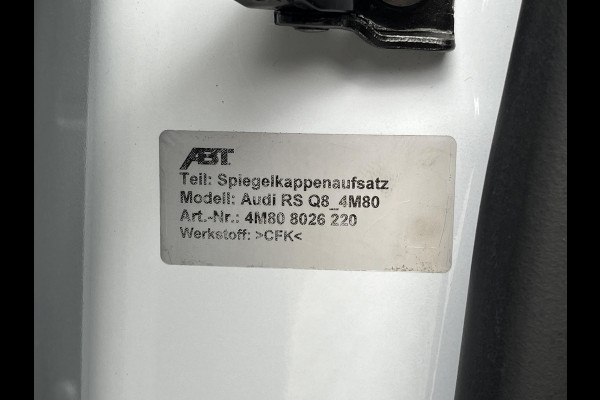 ABT
Teil: Spiegelkappenaufsatz
Modell: Audi RS Q8_4M80
Art.-Nr.: 4M80 8026 220
Werkstoff: >CFK<